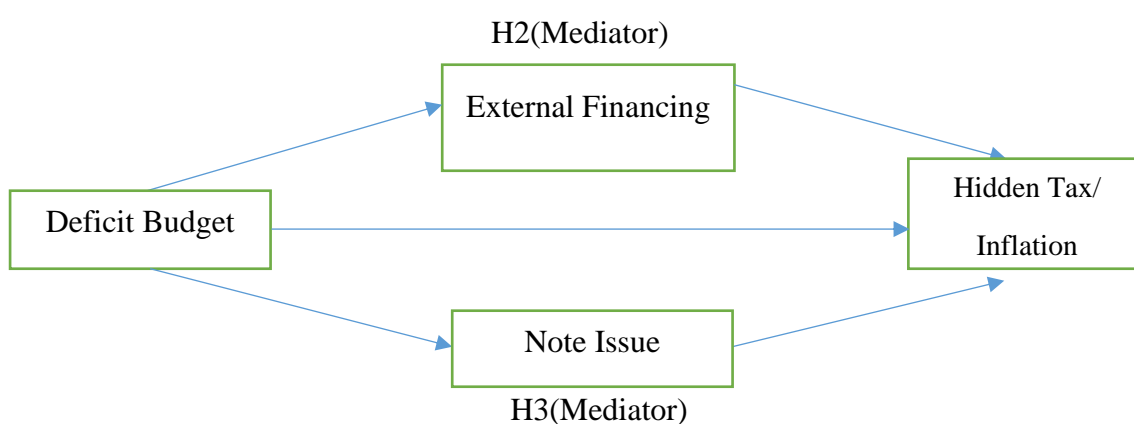 H2(Mediator)
External Financing
Hidden Tax/
Inflation
Deficit Budget
Note Issue
H3(Mediator)